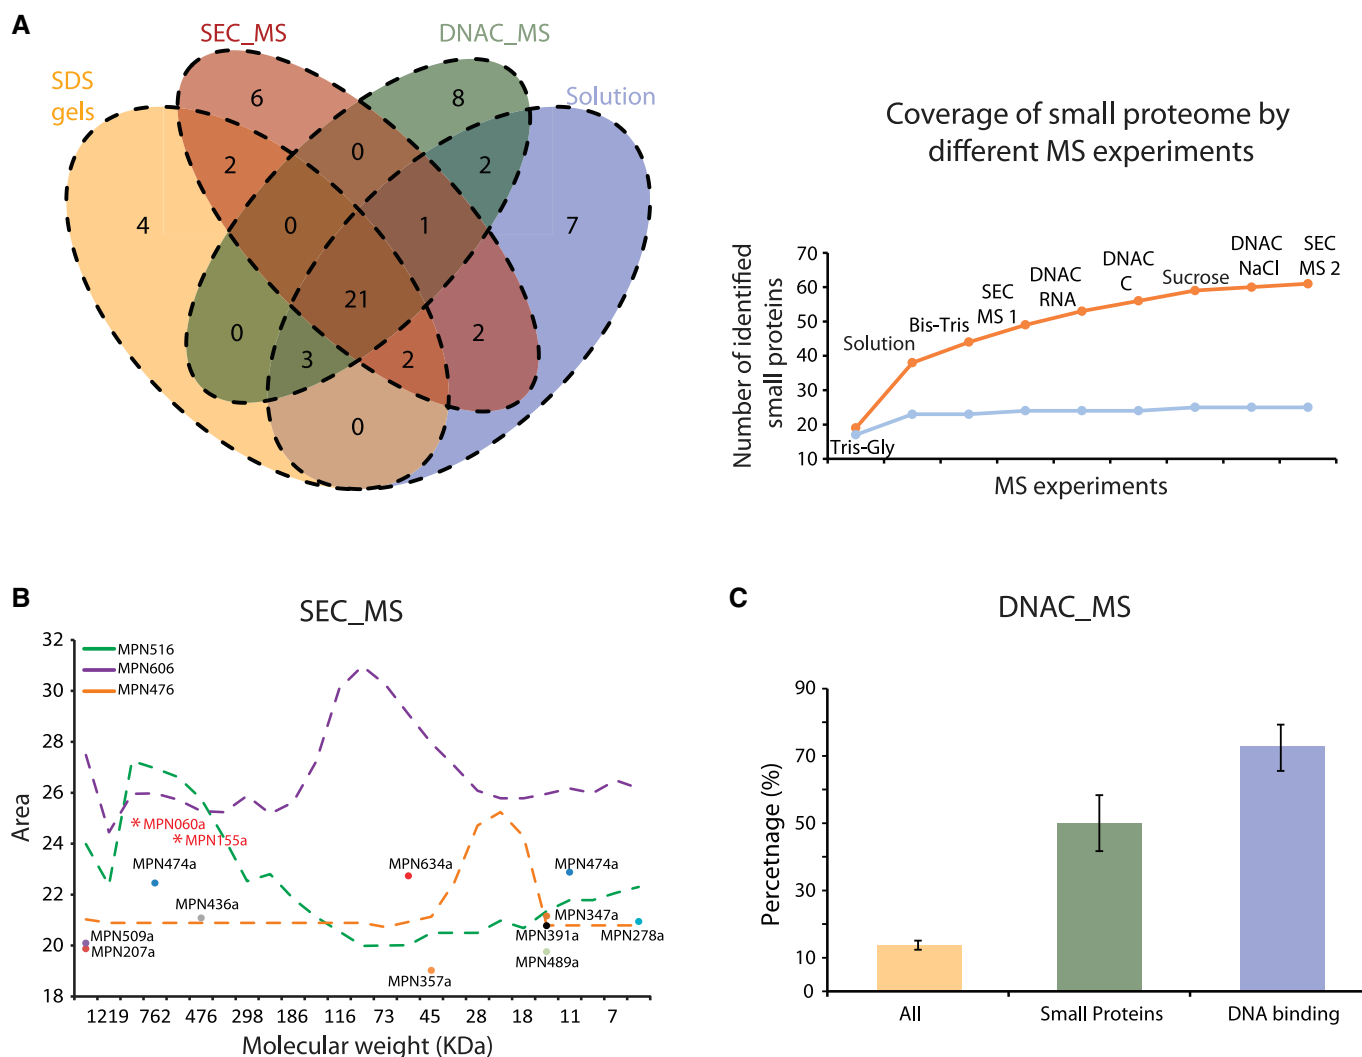 A
SEC_MS
DNAC_MS
SDS
gels
Solution
6
8
2
0
2
4
0
1
7
21
0
3
2
2
0
Coverage of small proteome by
different MS experiments
Number of identified
small proteins
70
60
50
40
30
20
10
Tris-Gly
Solution
Bis-Tris
SEC
MS 1
DNAC
RNA
DNAC
C
Sucrose
DNAC
NaCl
SEC
MS 2
MS experiments
B
SEC_MS
Area
32
30
28
26
24
22
20
18
MPN516
MPN606
MPN476
MPN060a
MPN155a
MPN474a
MPN436a
MPN509a
MPN207a
MPN634a
MPN474a
MPN347a
MPN391a
MPN278a
MPN489a
MPN357a
1219 762 476 298 186 116 73 45 28 18 11 7
Molecular weight (KDa)
C
DNAC_MS
Percetnage (%)
90
70
50
30
10
0
All
Small Proteins
DNA binding